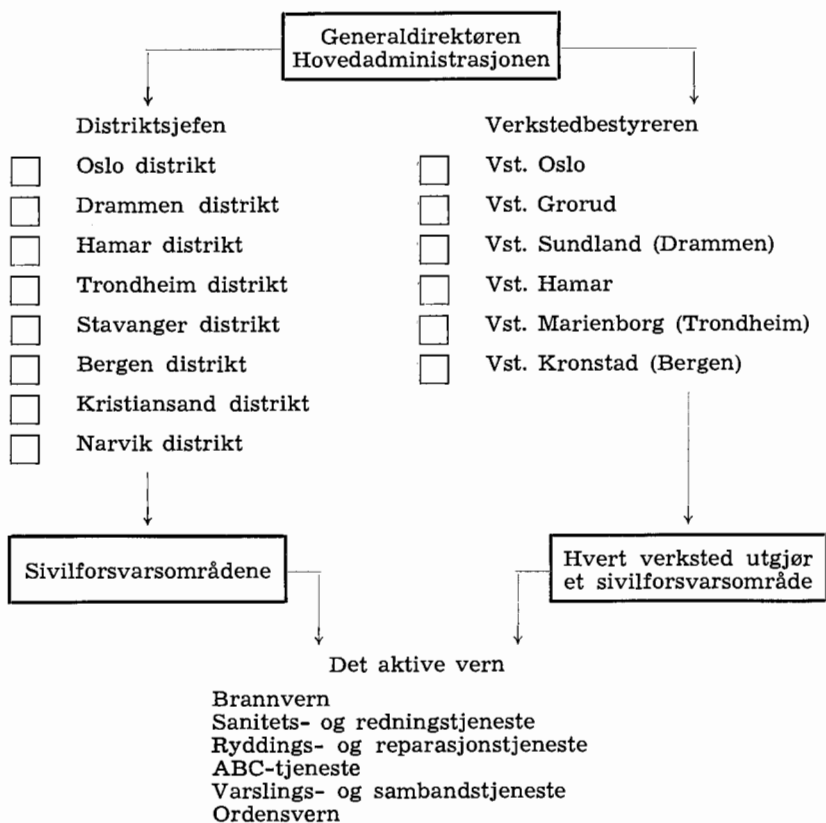 Generaldirektøren
Hovedadministrasjonen
Distriktsjefen
Oslo distrikt
Drammen distrikt
Hamar distrikt
Trondheim distrikt
Stavanger distrikt
Bergen distrikt
Kristiansand distrikt
Narvik distrikt
Sivilforsvarsområdene
Verkstedbestyreren
Vst. Oslo
Vst. Grorud
Vst. Sundland (Drammen)
Vst. Hamar
Vst. Marienborg (Trondheim)
Vst. Kronstad (Bergen)
Hvert verksted utgjør
et sivilforsvarsområde
Det aktive vern
Brannvern
Sanitets- og redningstjeneste
Ryddings- og reparasjonstjeneste
ABC-tjeneste
Varslings- og sambandstjeneste
Ordensvern